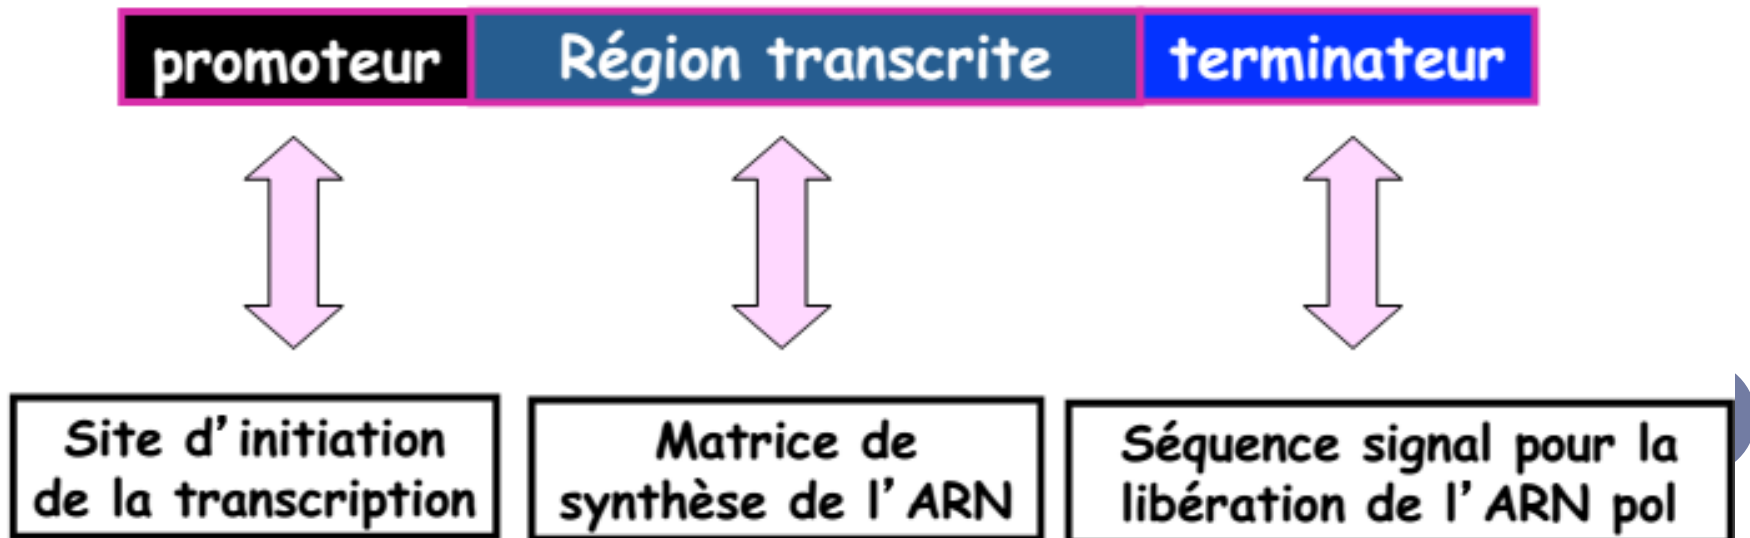 promoteur
Région transcrite
terminateur
Site d’initiation
de la transcription
Matrice de
synthèse de l’ARN
Séquence signal pour la
libération de l’ARN pol